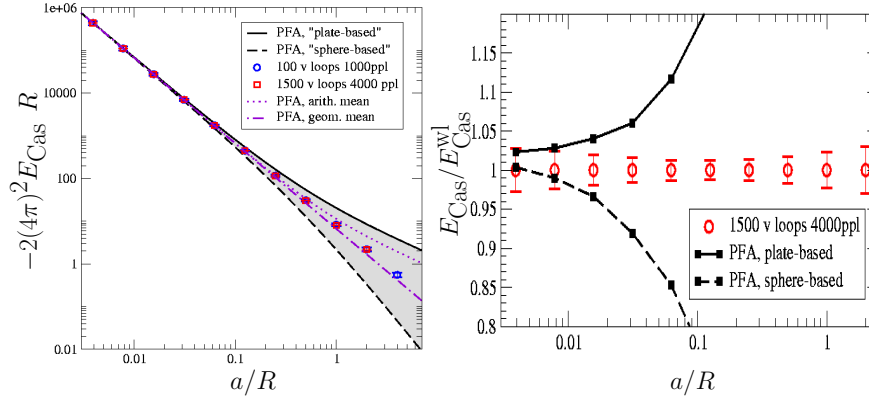 1e+06
10000
100
1
0.01
−2(4π)²E_Cas R
PFA, "plate-based"
PFA, "sphere-based"
100 v loops 1000ppl
1500 v loops 4000 ppl
PFA, arith. mean
PFA, geom. mean
0.01
0.1
1
a/R
1.15
1.1
1.05
1
0.95
0.9
0.85
0.8
E_Cas/E_Cas^wl
1500 v loops 4000ppl
PFA, plate-based
PFA, sphere-based
0.01
0.1
1
a/R